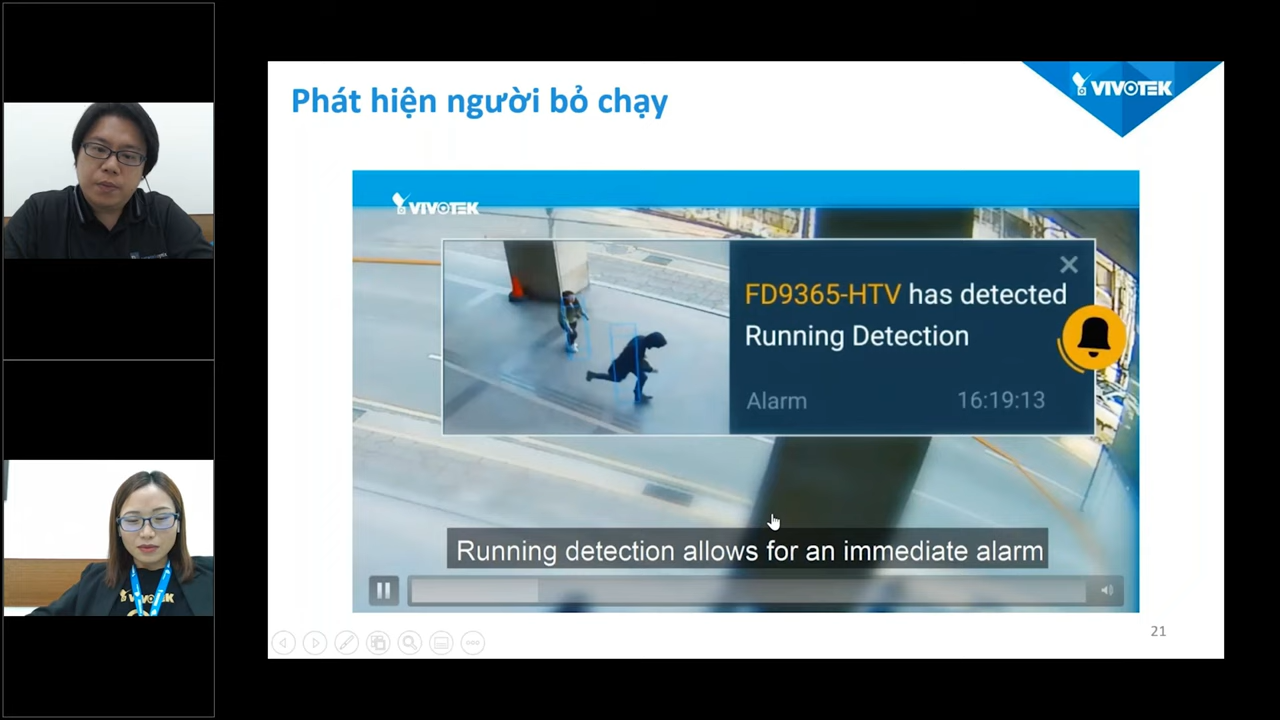 Phát hiện người bỏ chạy
VIVOTEK
VIVOTEK
FD9365-HTV has detected
Running Detection
Alarm 16:19:13
Running detection allows for an immediate alarm
VIVOTEK
21